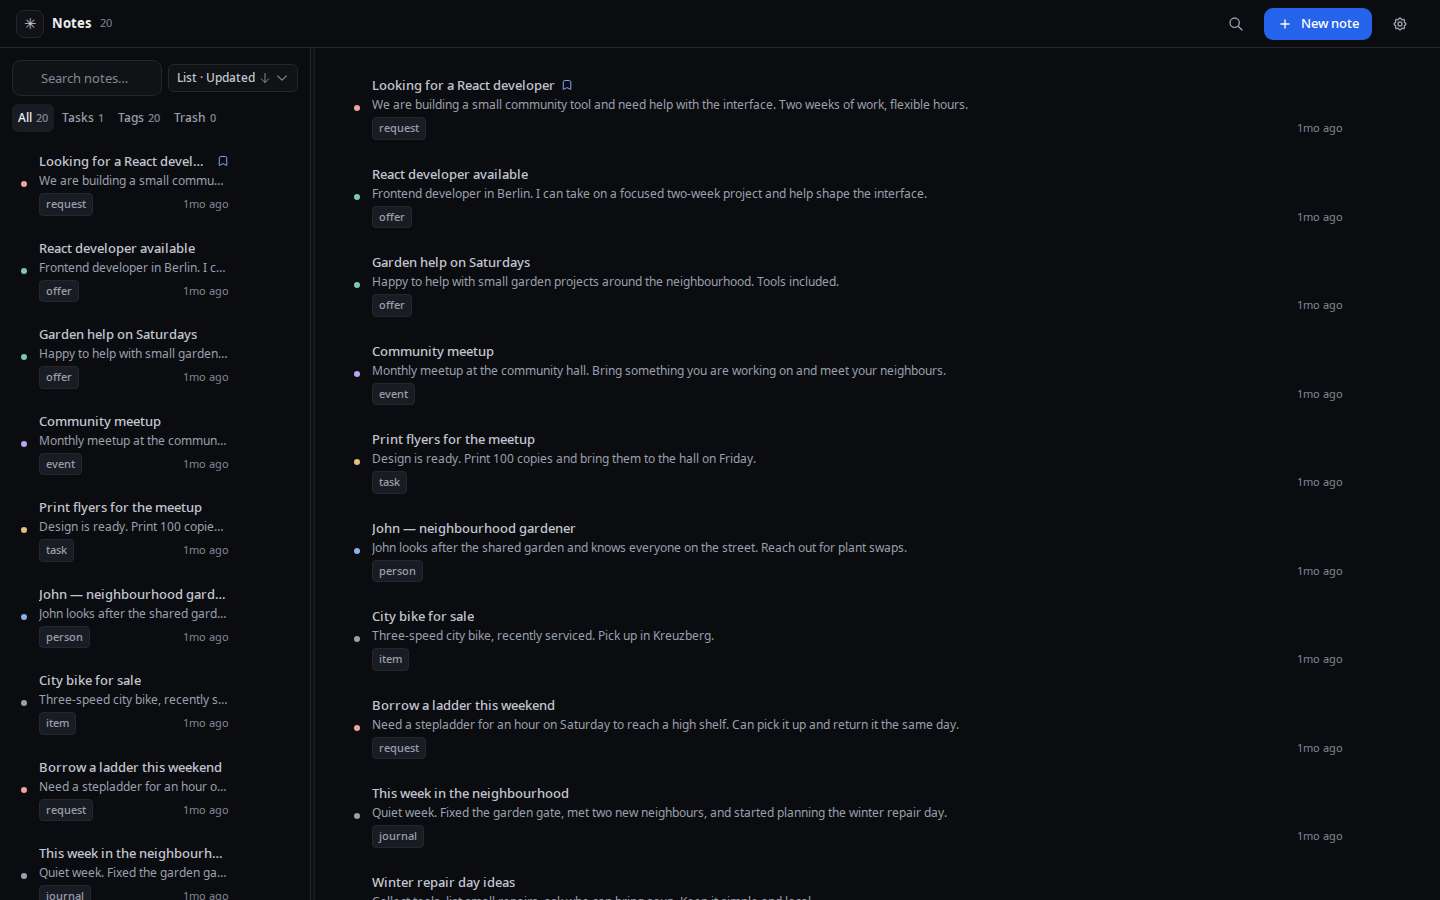 Notes 20
New note
Search notes...
List · Updated ↓
All 20 Tasks 1 Tags 20 Trash 0
Looking for a React devel...
We are building a small commu...
request 1mo ago
React developer available
Frontend developer in Berlin. I c...
offer 1mo ago
Garden help on Saturdays
Happy to help with small garden...
offer 1mo ago
Community meetup
Monthly meetup at the commun...
event 1mo ago
Print flyers for the meetup
Design is ready. Print 100 copie...
task 1mo ago
John — neighbourhood gard...
John looks after the shared gard...
person 1mo ago
City bike for sale
Three-speed city bike, recently s...
item 1mo ago
Borrow a ladder this weekend
Need a stepladder for an hour o...
request 1mo ago
This week in the neighbourh...
Quiet week. Fixed the garden ga...
journal 1mo ago
Looking for a React developer
We are building a small community tool and need help with the interface. Two weeks of work, flexible hours.
request 1mo ago
React developer available
Frontend developer in Berlin. I can take on a focused two-week project and help shape the interface.
offer 1mo ago
Garden help on Saturdays
Happy to help with small garden projects around the neighbourhood. Tools included.
offer 1mo ago
Community meetup
Monthly meetup at the community hall. Bring something you are working on and meet your neighbours.
event 1mo ago
Print flyers for the meetup
Design is ready. Print 100 copies and bring them to the hall on Friday.
task 1mo ago
John — neighbourhood gardener
John looks after the shared garden and knows everyone on the street. Reach out for plant swaps.
person 1mo ago
City bike for sale
Three-speed city bike, recently serviced. Pick up in Kreuzberg.
item 1mo ago
Borrow a ladder this weekend
Need a stepladder for an hour on Saturday to reach a high shelf. Can pick it up and return it the same day.
request 1mo ago
This week in the neighbourhood
Quiet week. Fixed the garden gate, met two new neighbours, and started planning the winter repair day.
journal 1mo ago
Winter repair day ideas